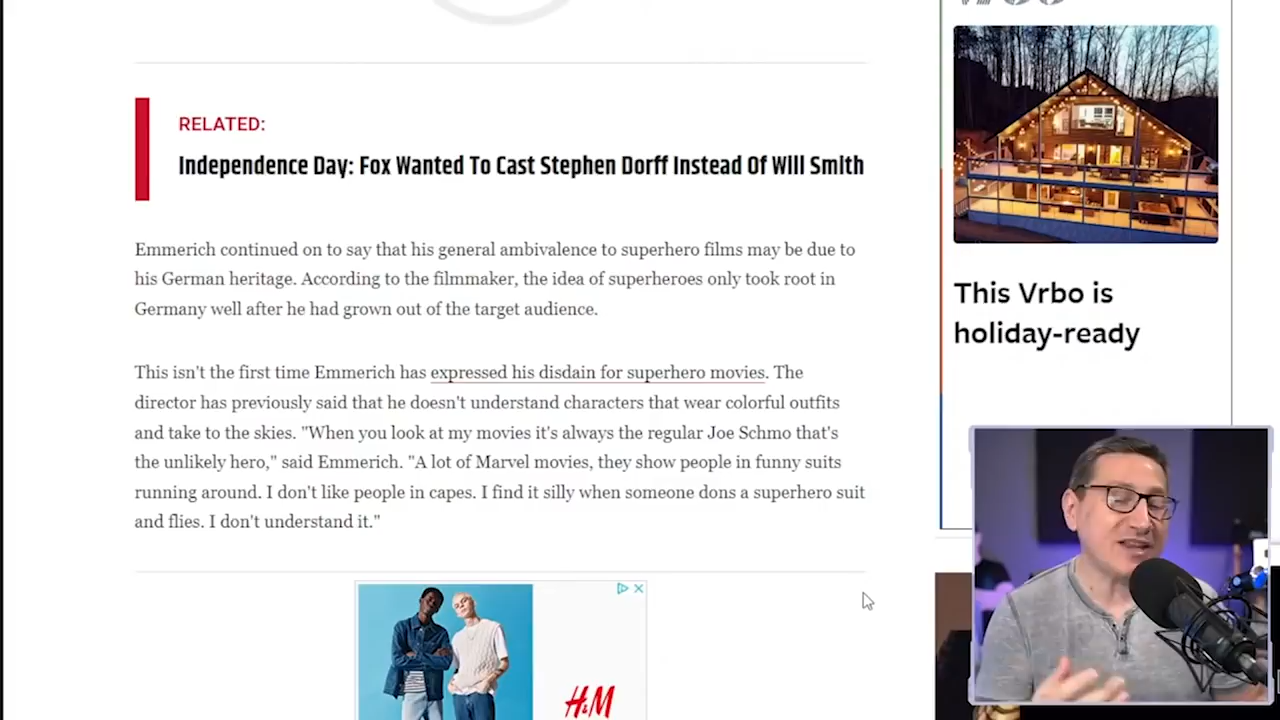 RELATED:
Independence Day: Fox Wanted To Cast Stephen Dorff Instead Of Will Smith
Emmerich continued on to say that his general ambivalence to superhero films may be due to
his German heritage. According to the filmmaker, the idea of superheroes only took root in
Germany well after he had grown out of the target audience.
This isn't the first time Emmerich has expressed his disdain for superhero movies. The
director has previously said that he doesn't understand characters that wear colorful outfits
and take to the skies. "When you look at my movies it's always the regular Joe Schmo that's
the unlikely hero," said Emmerich. "A lot of Marvel movies, they show people in funny suits
running around. I don't like people in capes. I find it silly when someone dons a superhero suit
and flies. I don't understand it."
H&M
This Vrbo is
holiday-ready